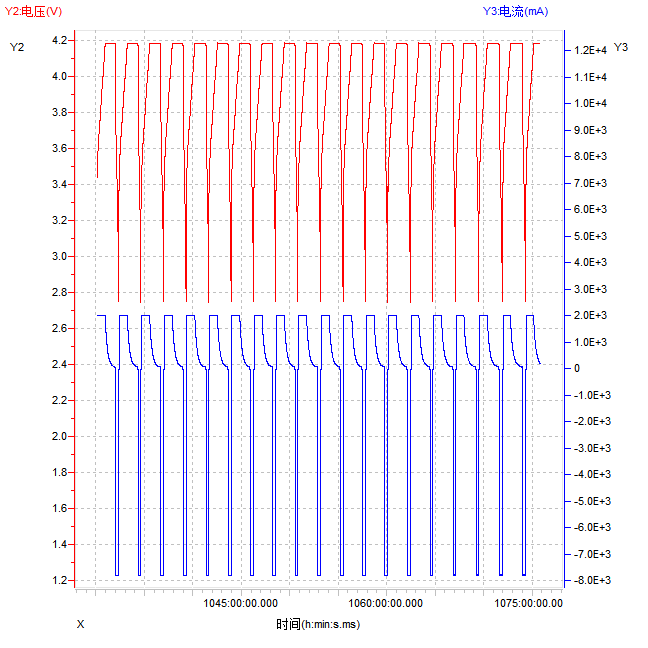 Y2:电压(V) Y3:电流(mA)
Y2 Y3
4.2
4.0
3.8
3.6
3.4
3.2
3.0
2.8
2.6
2.4
2.2
2.0
1.8
1.6
1.4
1.2
1.2E+4
1.1E+4
1.0E+4
9.0E+3
8.0E+3
7.0E+3
6.0E+3
5.0E+3
4.0E+3
3.0E+3
2.0E+3
1.0E+3
0
-1.0E+3
-2.0E+3
-3.0E+3
-4.0E+3
-5.0E+3
-6.0E+3
-7.0E+3
-8.0E+3
1045:00:00.000 1060:00:00.000 1075:00:00.00
X 时间(h:min:s.ms)